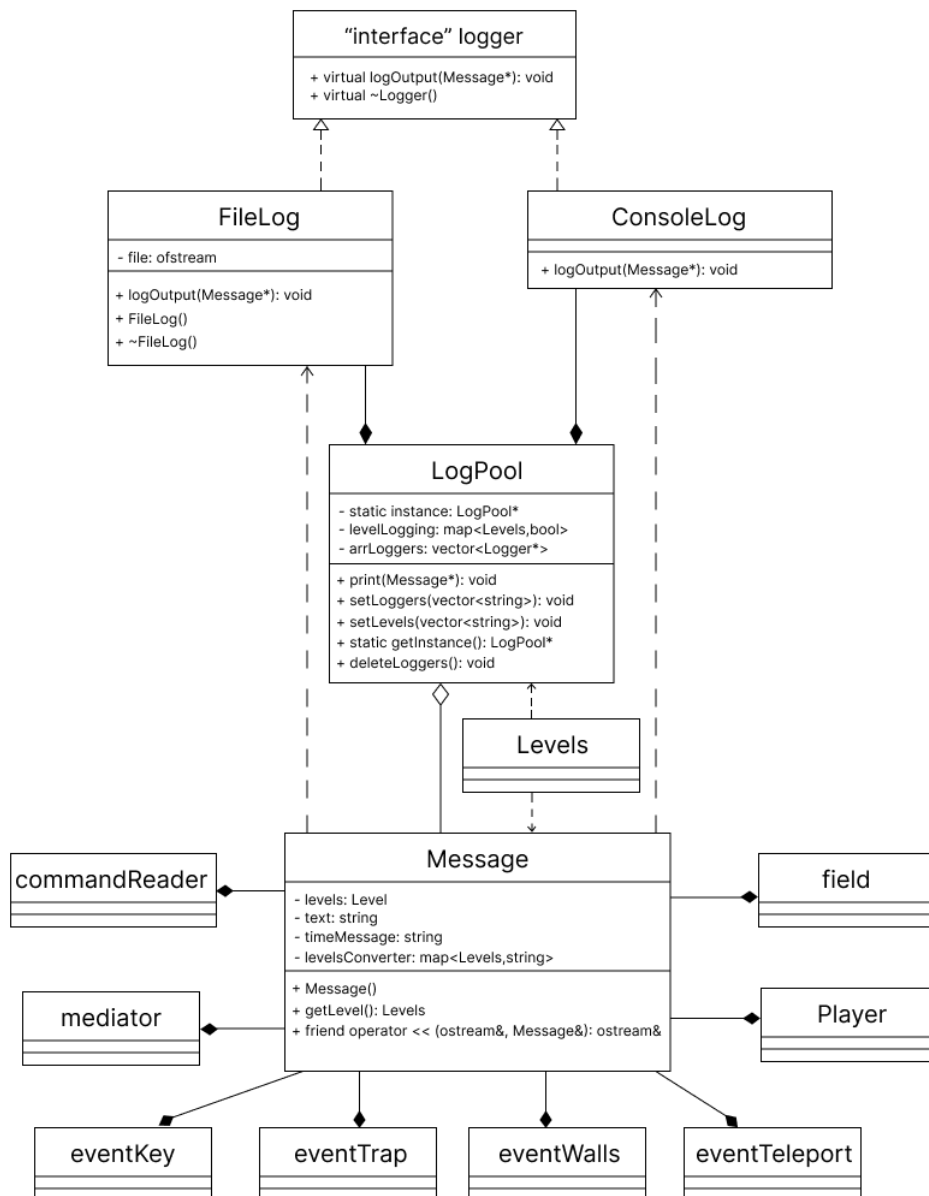 “interface” logger
+ virtual logOutput(Message*): void
+ virtual ~Logger()
FileLog
- file: ofstream
+ logOutput(Message*): void
+ FileLog()
+ ~FileLog()
ConsoleLog
+ logOutput(Message*): void
LogPool
- static instance: LogPool*
- levelLogging: map<Levels,bool>
- arrLoggers: vector<Logger*>
+ print(Message*): void
+ setLoggers(vector<string>): void
+ setLevels(vector<string>): void
+ static getInstance(): LogPool*
+ deleteLoggers(): void
Levels
Message
- levels: Level
- text: string
- timeMessage: string
- levelsConverter: map<Levels,string>
+ Message()
+ getLevel(): Levels
+ friend operator << (ostream&, Message&): ostream&
commandReader
field
mediator
Player
eventKey
eventTrap
eventWalls
eventTeleport